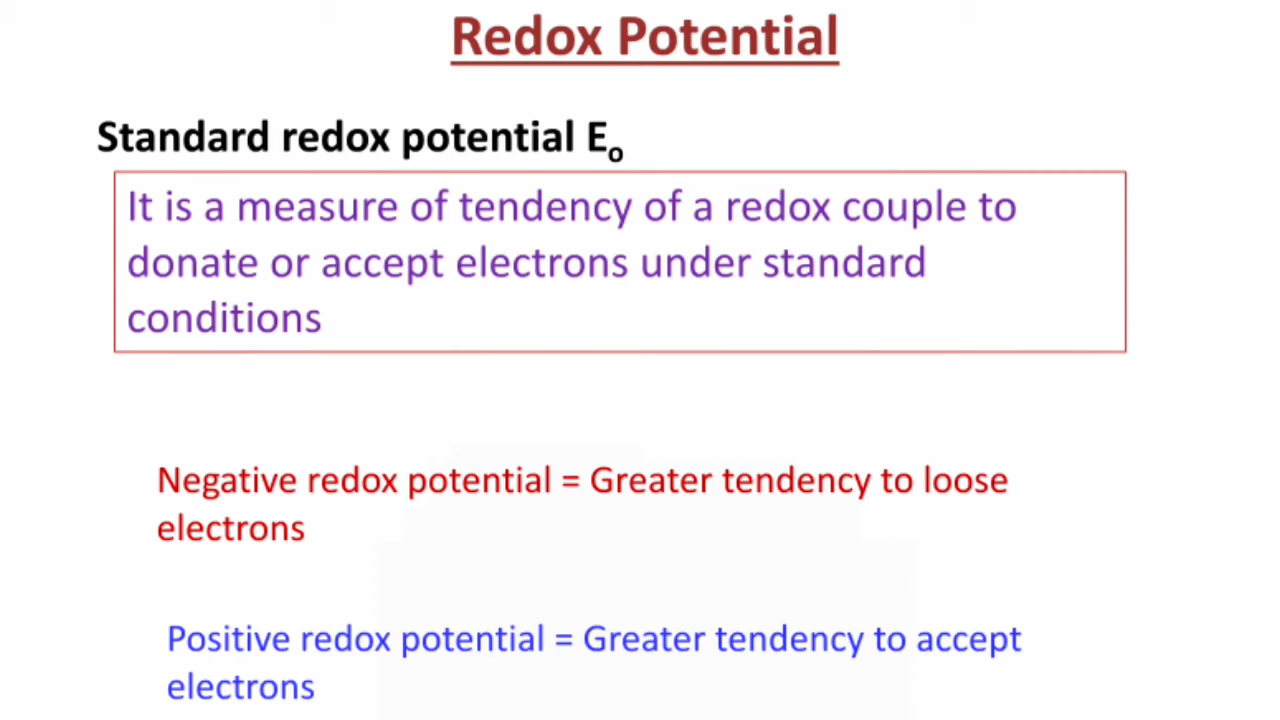 Redox Potential
Standard redox potential Eo
It is a measure of tendency of a redox couple to
donate or accept electrons under standard
conditions
Negative redox potential = Greater tendency to loose
electrons
Positive redox potential = Greater tendency to accept
electrons